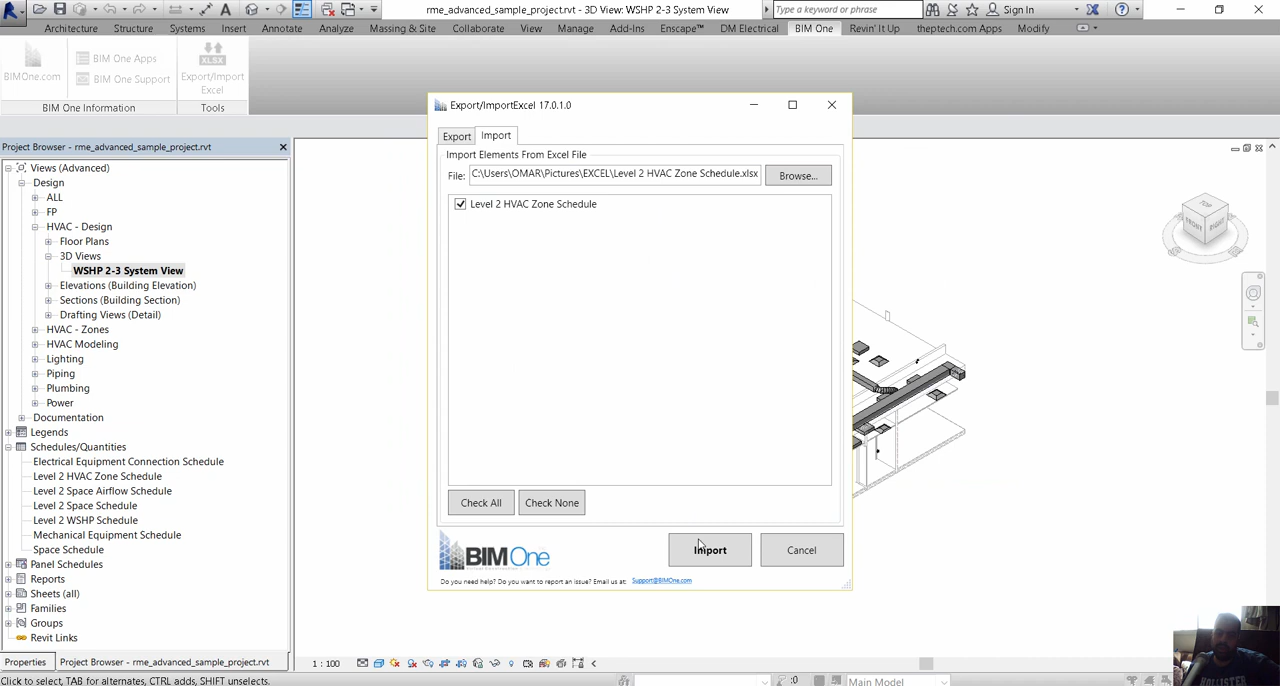 rme_advanced_sample_project.rvt - 3D View: WSHP 2-3 System View
Type a keyword or phrase
Sign In
Architecture Structure Systems Insert Annotate Analyze Massing & Site Collaborate View Manage Add-Ins Enscape™ DM Electrical BIM One Revin' It Up theptech.com Apps Modify
BIMOne.com
BIM One Apps
BIM One Support
XLSX
Export/Import
Excel
BIM One Information
Tools
Project Browser - rme_advanced_sample_project.rvt
Views (Advanced)
Design
ALL
FP
HVAC - Design
Floor Plans
3D Views
WSHP 2-3 System View
Elevations (Building Elevation)
Sections (Building Section)
Drafting Views (Detail)
HVAC - Zones
HVAC Modeling
Lighting
Piping
Plumbing
Power
Documentation
Legends
Schedules/Quantities
Electrical Equipment Connection Schedule
Level 2 HVAC Zone Schedule
Level 2 Space Airflow Schedule
Level 2 Space Schedule
Level 2 WSHP Schedule
Mechanical Equipment Schedule
Space Schedule
Panel Schedules
Reports
Sheets (all)
Families
Groups
Revit Links
Properties
Project Browser - rme_advanced_sample_project.rvt
Export/ImportExcel 17.0.1.0
Export
Import
Import Elements From Excel File
File: C:\Users\OMAR\Pictures\EXCEL\Level 2 HVAC Zone Schedule.xlsx
Browse...
Level 2 HVAC Zone Schedule
Check All
Check None
BIMOne
Import
Cancel
Do you need help? Do you want to report an issue? Email us at: Support@BIMOne.com
TOP
FRONT
RIGHT
1 : 100
Click to select, TAB for alternates, CTRL adds, SHIFT unselects.
:0
Main Model
HOLLISTER